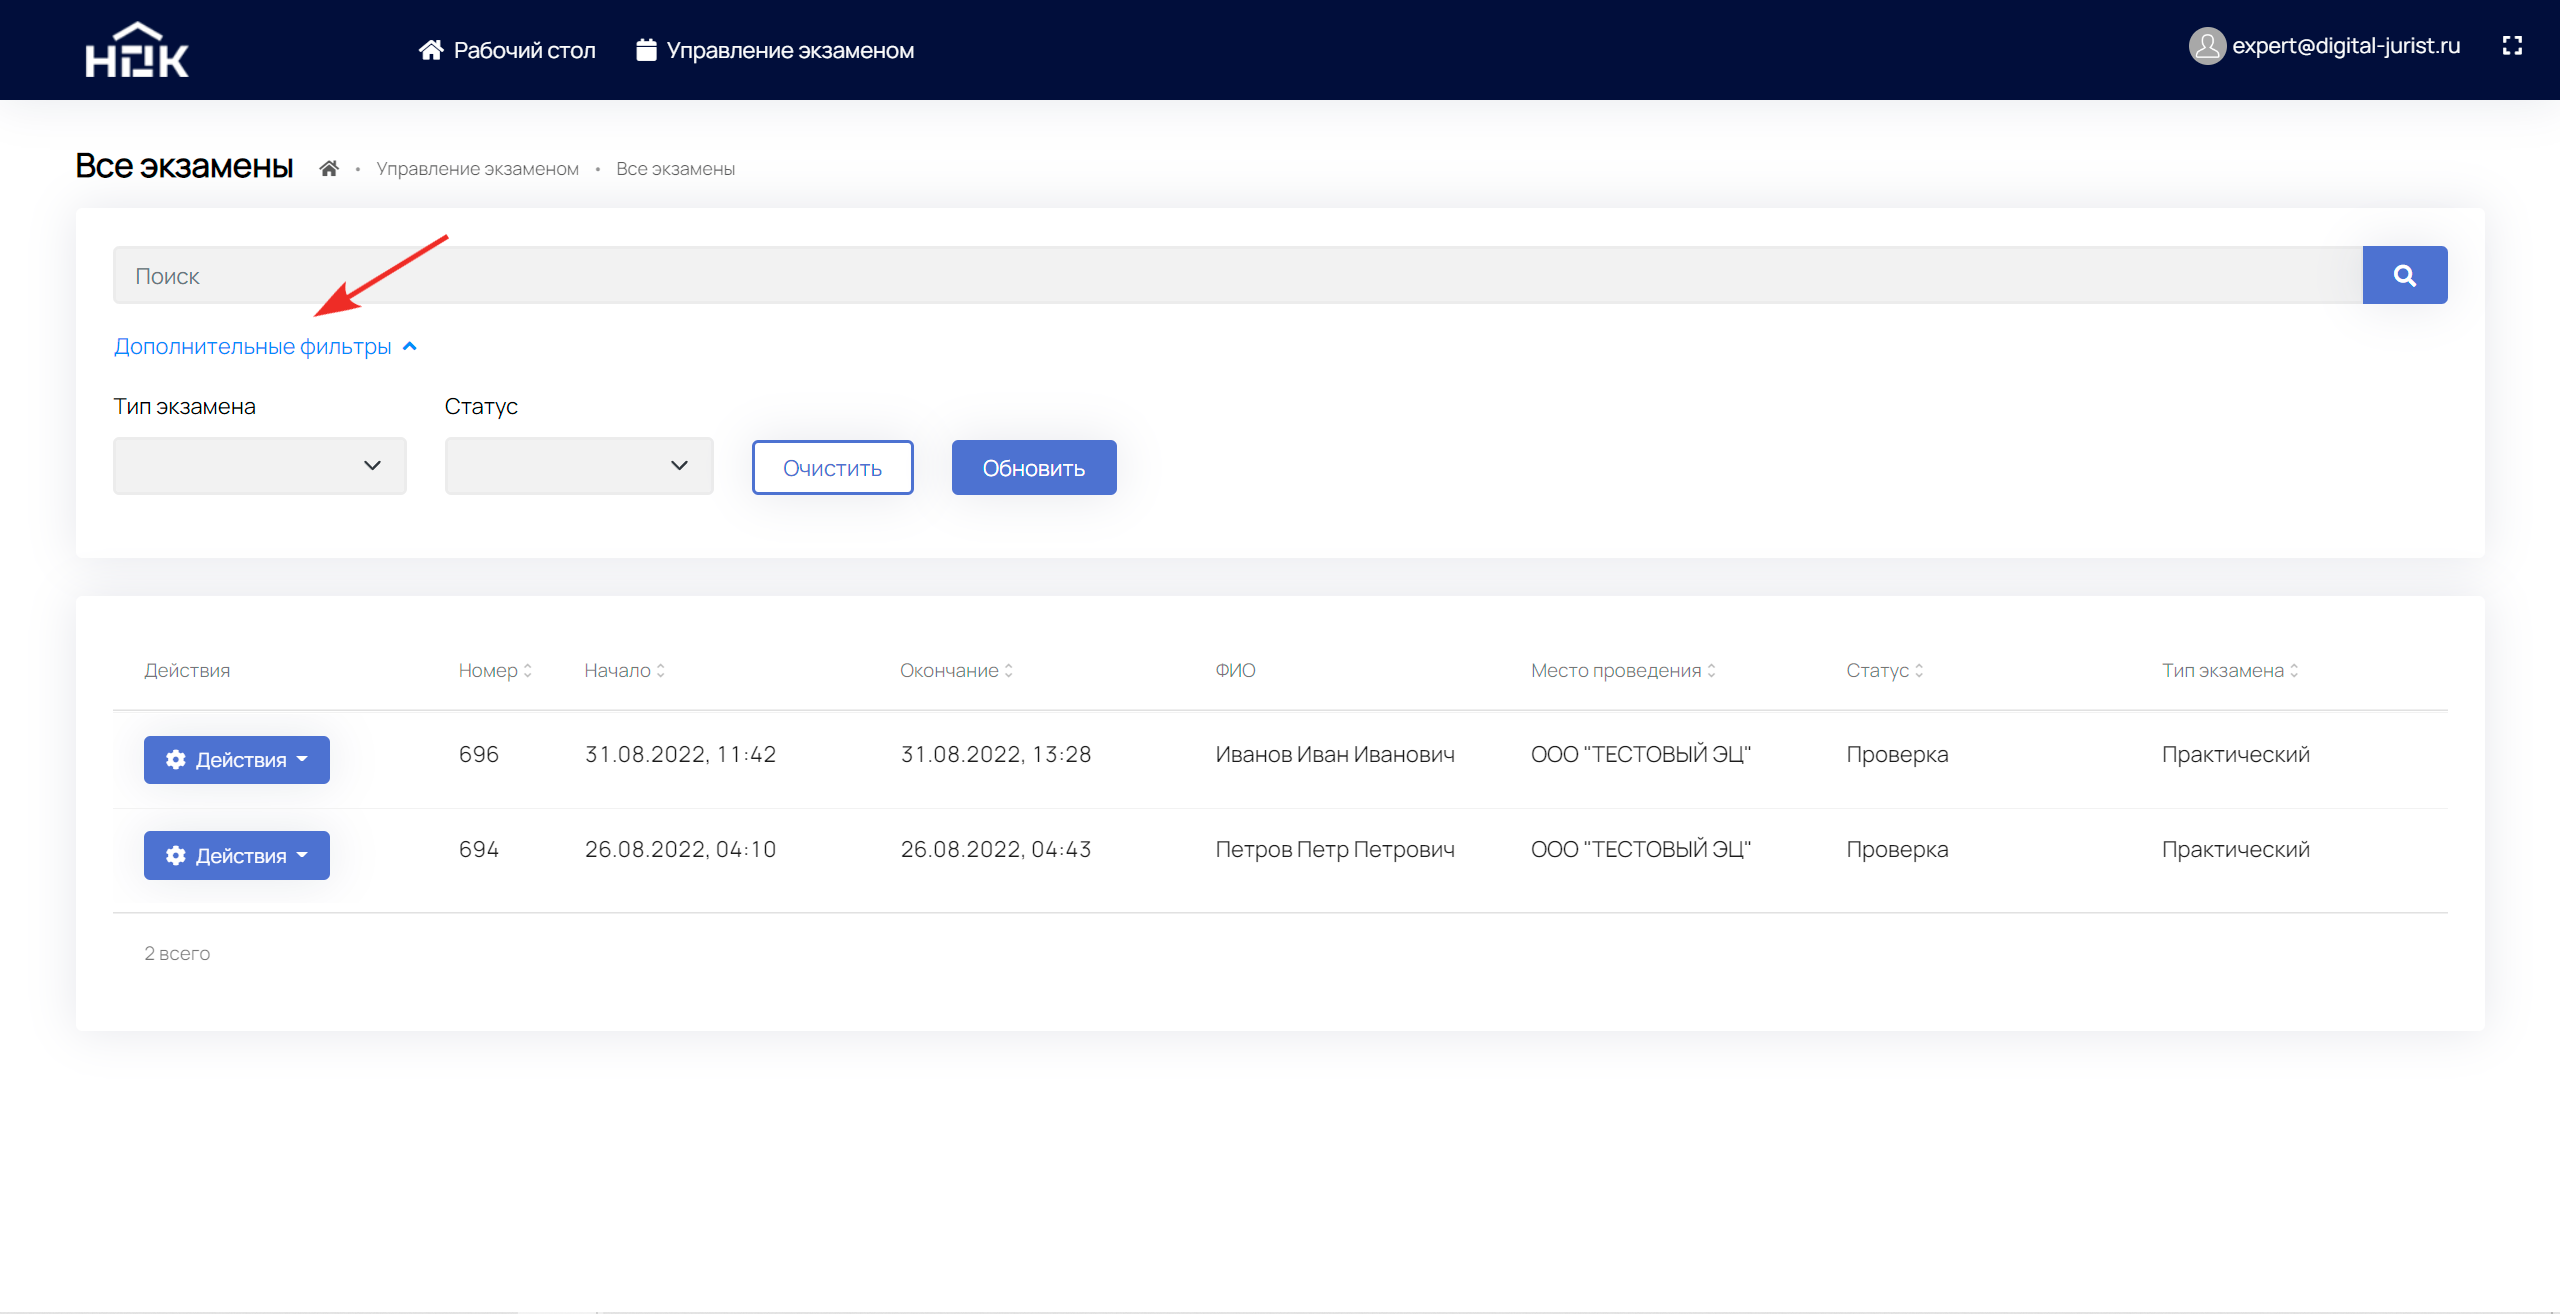 НОК
Рабочий стол
Управление экзаменом
expert@digital-jurist.ru
Все экзамены
Управление экзаменом • Все экзамены
Поиск
Дополнительные фильтры
Тип экзамена
Статус
Очистить
Обновить
Действия Номер Начало Окончание ФИО Место проведения Статус Тип экзамена
Действия 696 31.08.2022, 11:42 31.08.2022, 13:28 Иванов Иван Иванович ООО "ТЕСТОВЫЙ ЭЦ" Проверка Практический
Действия 694 26.08.2022, 04:10 26.08.2022, 04:43 Петров Петр Петрович ООО "ТЕСТОВЫЙ ЭЦ" Проверка Практический
2 всего